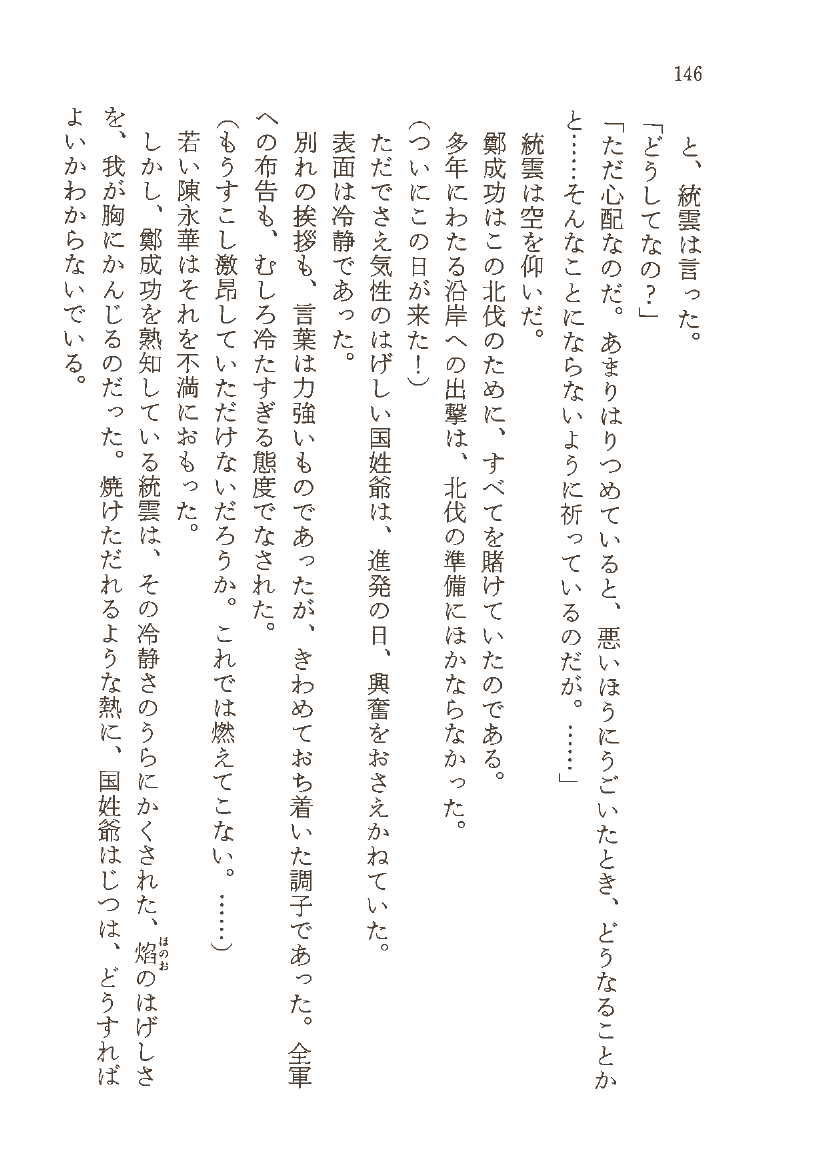 146
と、統雲は言った。
「どうしてなの？」
「ただ心配なのだ。あまりはりつめていると、悪いほうにうごいたとき、どうなることか
と……そんなことにならないように祈っているのだが。……」
統雲は空を仰いだ。
鄭成功はこの北伐のために、すべてを賭けていたのである。
多年にわたる沿岸への出撃は、北伐の準備にほかならなかった。
（ついにこの日が来た！）
ただでさえ気性のはげしい国姓爺は、進発の日、興奮をおさえかねていた。
表面は冷静であった。
別れの挨拶も、言葉は力強いものであったが、きわめておち着いた調子であった。全軍
への布告も、むしろ冷たすぎる態度でなされた。
（もうすこし激昂していただけないだろうか。これでは燃えてこない。……）
若い陳永華はそれを不満におもった。
しかし、鄭成功を熟知している統雲は、その冷静さのうらにかくされた、焰のはげしさ
ほのお
を、我が胸にかんじるのだった。焼けただれるような熱に、国姓爺はじつは、どうすれば
よいかわからないでいる。